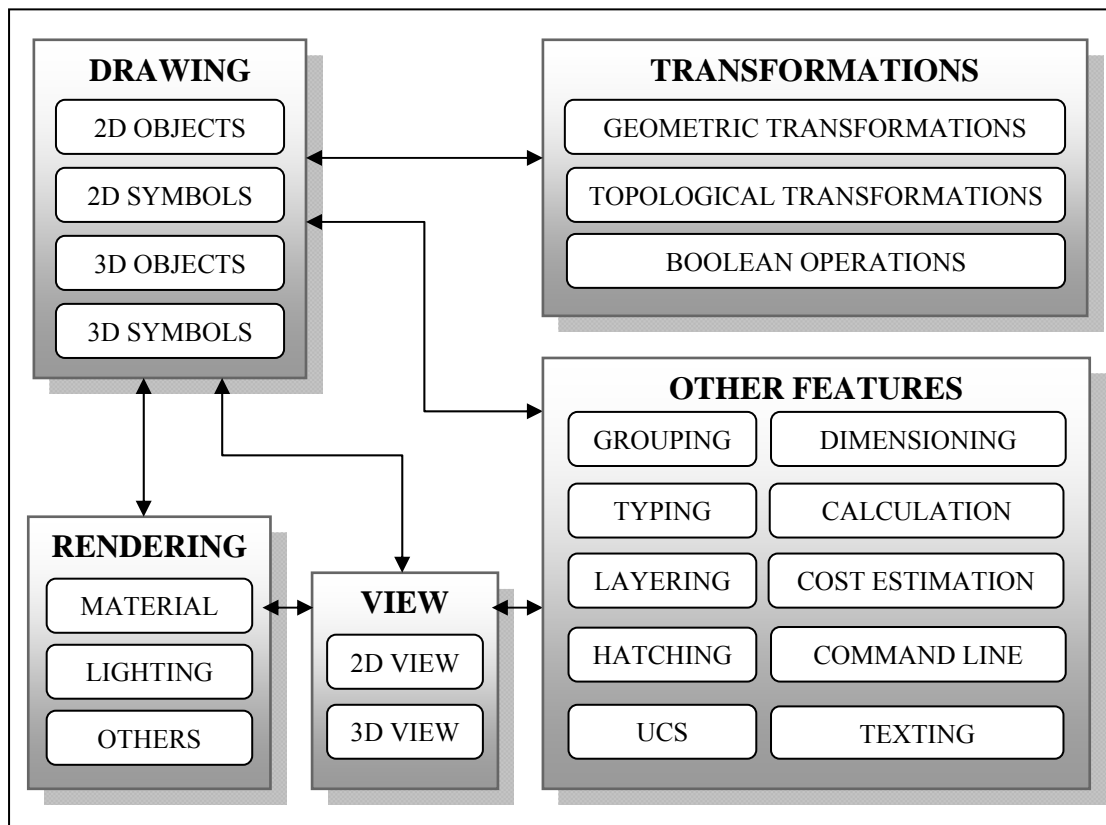 DRAWING
2D OBJECTS
2D SYMBOLS
3D OBJECTS
3D SYMBOLS
TRANSFORMATIONS
GEOMETRIC TRANSFORMATIONS
TOPOLOGICAL TRANSFORMATIONS
BOOLEAN OPERATIONS
RENDERING
MATERIAL
LIGHTING
OTHERS
VIEW
2D VIEW
3D VIEW
OTHER FEATURES
GROUPING
DIMENSIONING
TYPING
CALCULATION
LAYERING
COST ESTIMATION
HATCHING
COMMAND LINE
UCS
TEXTING